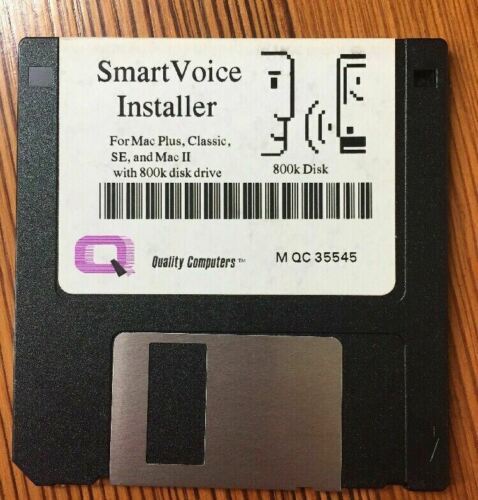 SmartVoice
Installer
For Mac Plus, Classic,
SE, and Mac II
with 800k disk drive
800k Disk
Q
Quality Computers™
M QC 35545